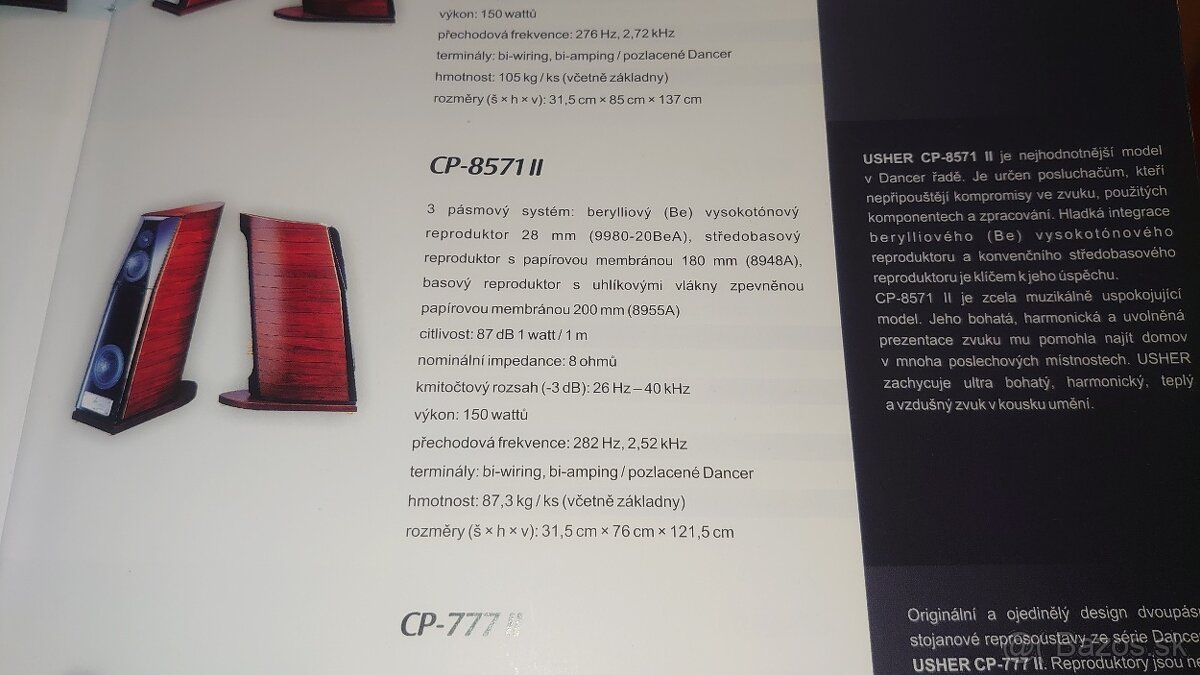 výkon: 150 wattů
přechodová frekvence: 276 Hz, 2,72 kHz
terminály: bi-wiring, bi-amping / pozlacené Dancer
hmotnost: 105 kg / ks (včetně základny)
rozměry (š × h × v): 31,5 cm × 85 cm × 137 cm
CP-8571 II
3 pásmový systém: berylliový (Be) vysokotónový
reproduktor 28 mm (9980-20BeA), středobasový
reproduktor s papírovou membránou 180 mm (8948A),
basový reproduktor s uhlíkovými vlákny zpevněnou
papírovou membránou 200 mm (8955A)
citlivost: 87 dB 1 watt / 1 m
nominální impedance: 8 ohmů
kmitočtový rozsah (-3 dB): 26 Hz – 40 kHz
výkon: 150 wattů
přechodová frekvence: 282 Hz, 2,52 kHz
terminály: bi-wiring, bi-amping / pozlacené Dancer
hmotnost: 87,3 kg / ks (včetně základny)
rozměry (š × h × v): 31,5 cm × 76 cm × 121,5 cm
CP-777 II
USHER CP-8571 II je nejhodnotnější model
v Dancer řadě. Je určen posluchačům, kteří
nepřipouštějí kompromisy ve zvuku, použitých
komponentech a zpracování. Hladká integrace
berylliového (Be) vysokotónového
reproduktoru a konvenčního středobasového
reproduktoru je klíčem k jeho úspěchu.
CP-8571 II je zcela muzikálně uspokojující
model. Jeho bohatá, harmonická a uvolněná
prezentace zvuku mu pomohla najít domov
v mnoha poslechových místnostech. USHER
zachycuje ultra bohatý, harmonický, teplý
a vzdušný zvuk v kousku umění.
Originální a ojedinělý design dvoupás
stojanové reprosoustavy ze série Dance
USHER CP-777 II. Reproduktory jsou ne
Bazos.sk